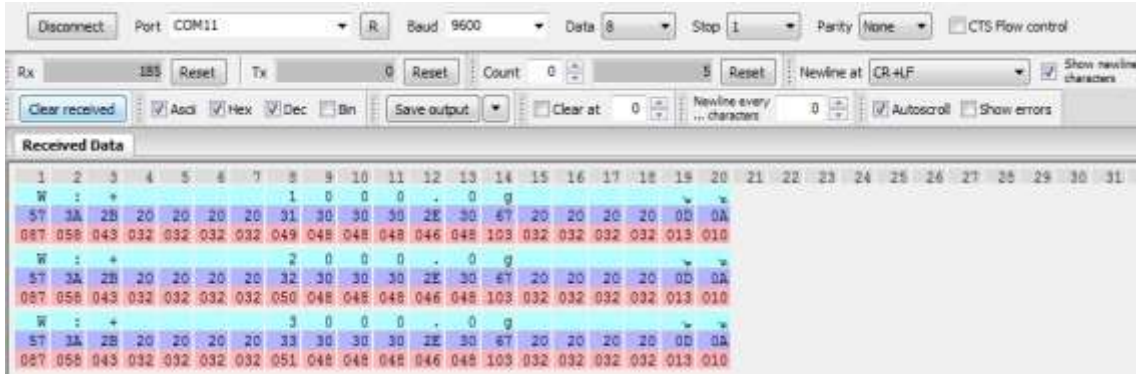 Disconnect Port COM11 R Baud 9600 Data 8 Stop 1 Parity None CTS Flow control
Rx 185 Reset Tx 0 Reset Count 0 5 Reset Newline at CR+LF Show newline characters
Clear received Ascii Hex Dec Bin Save output Clear at 0 Newline every ... characters 0 Autoscroll Show errors
Received Data
1 2 3 4 5 6 7 8 9 10 11 12 13 14 15 16 17 18 19 20 21 22 23 24 25 26 27 28 29 30 31
W : + 1 0 0 0 . 0 g
57 3A 2B 20 20 20 20 31 30 30 30 2E 30 67 20 20 20 20 0D 0A
087 058 043 032 032 032 032 049 048 048 048 046 048 103 032 032 032 032 013 010
W : + 2 0 0 0 . 0 g
57 3A 2B 20 20 20 20 32 30 30 30 2E 30 67 20 20 20 20 0D 0A
087 058 043 032 032 032 032 050 048 048 048 046 048 103 032 032 032 032 013 010
W : + 3 0 0 0 . 0 g
57 3A 2B 20 20 20 20 33 30 30 30 2E 30 67 20 20 20 20 0D 0A
087 058 043 032 032 032 032 051 048 048 048 046 048 103 032 032 032 032 013 010